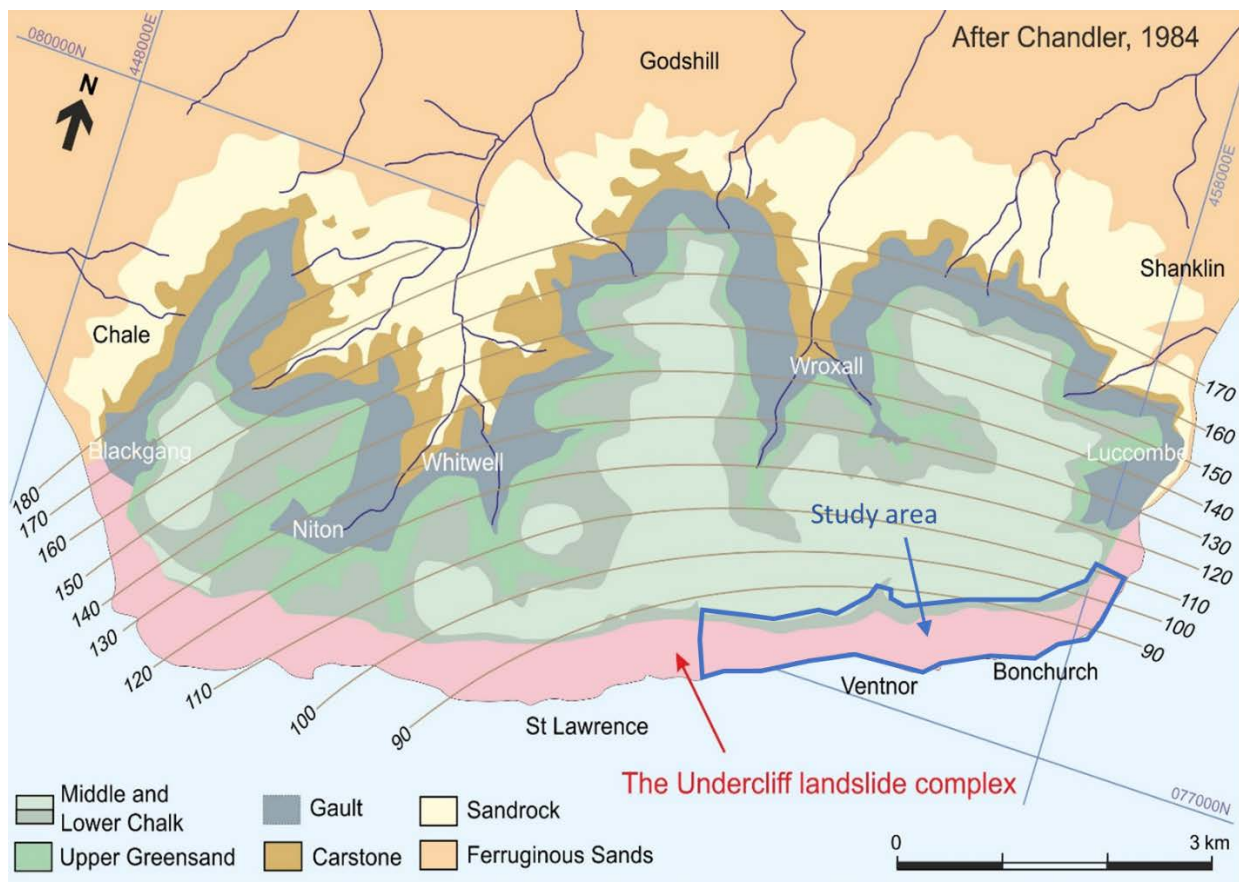 After Chandler, 1984
080000N
448000E
N
Godshill
458000E
Shanklin
Chale
Wroxall
170
160
150
140
130
120
110
100
90
Blackgang
Whitwell
Luccombe
Niton
Study area
180
170
160
150
140
130
120
110
100
90
Ventnor
Bonchurch
St Lawrence
The Undercliff landslide complex
077000N
Middle and
Lower Chalk
Gault
Sandrock
Upper Greensand
Carstone
Ferruginous Sands
0
3 km